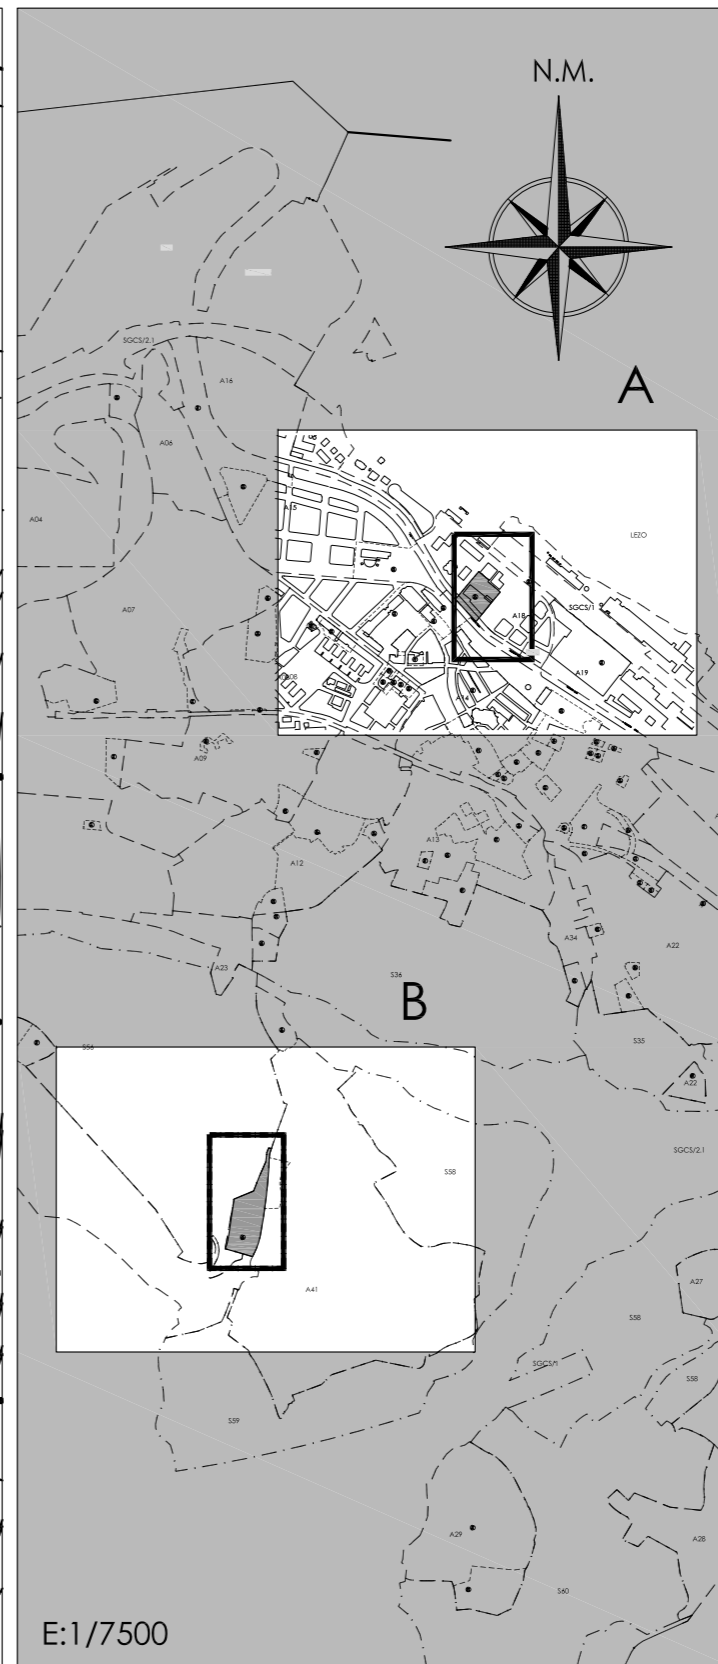 N.M.
SGCS/2.1
A16
A
A06
A15
A04
LEZO
A07
A18
SGCS/1
A19
A14
A09
A13
A12
A34
A22
A23
S36
B
S35
S56
A22
SGCS/2.1
S58
A27
A41
S58
SGCS/1
S58
S59
A29
A28
S60
E:1/7500